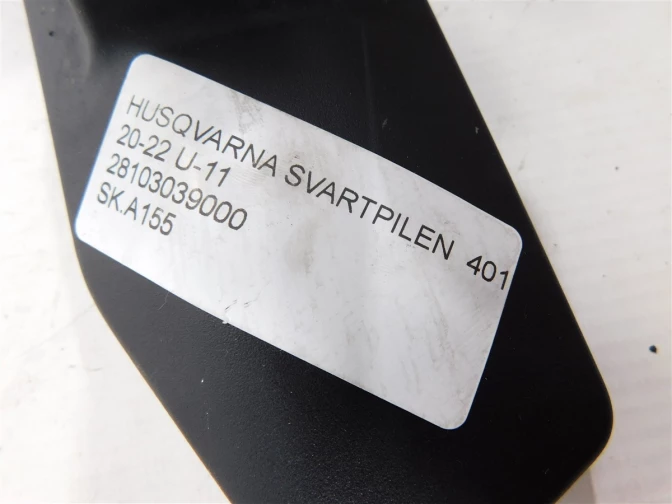 HUSQVARNA SVARTPILEN 401
20-22 U-11
28103039000
SK.A155